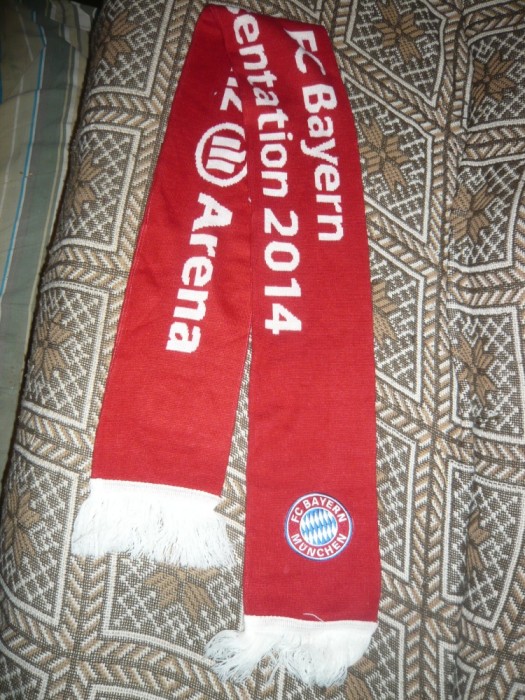 FC Bayern
entation 2014
Arena
FC BAYERN
MÜNCHEN